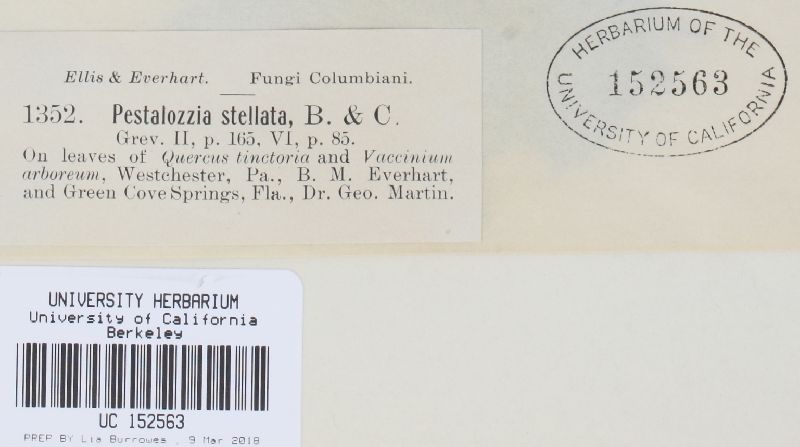 Ellis & Everhart. Fungi Columbiani.
1352. Pestalozzia stellata, B. & C.
Grev. II, p. 165, VI, p. 85.
On leaves of Quercus tinctoria and Vaccinium
arboreum, Westchester, Pa., B. M. Everhart,
and Green Cove Springs, Fla., Dr. Geo. Martin.
HERBARIUM OF THE
152563
UNIVERSITY OF CALIFORNIA
UNIVERSITY HERBARIUM
University of California
Berkeley
UC 152563
PREP BY Lia Burrowes , 9 Mar 2018